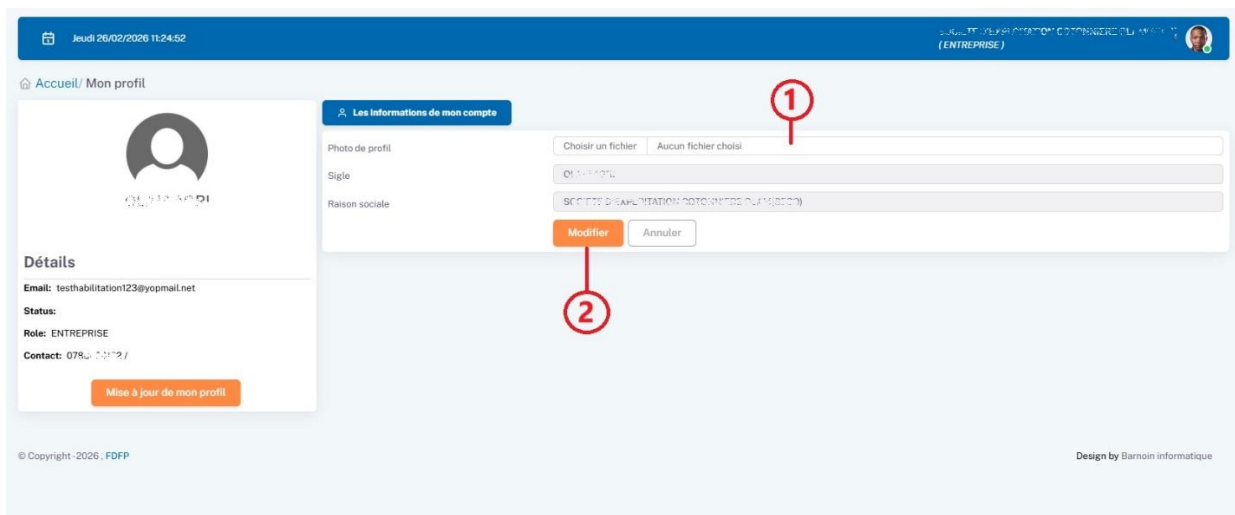 Jeudi 26/02/2026 11:24:52
(ENTREPRISE)
Accueil/ Mon profil
Les informations de mon compte
1
Photo de profil
Choisir un fichier Aucun fichier choisi
Sigle
Raison sociale
Modifier Annuler
2
Détails
Email: testhabilitation123@yopmail.net
Status:
Role: ENTREPRISE
Contact:
Mise à jour de mon profil
© Copyright-2026 , FDFP
Design by Barnoin informatique